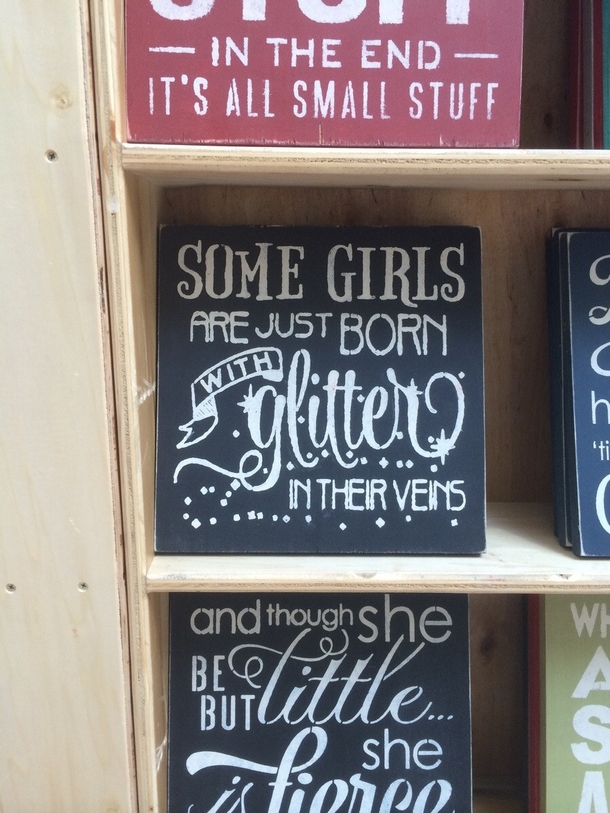 STUFF
IN THE END
IT'S ALL SMALL STUFF
SOME GIRLS
ARE JUST BORN
WITH
glitter
IN THEIR VEINS
and though she
BE
BUT little...
she
is fierce